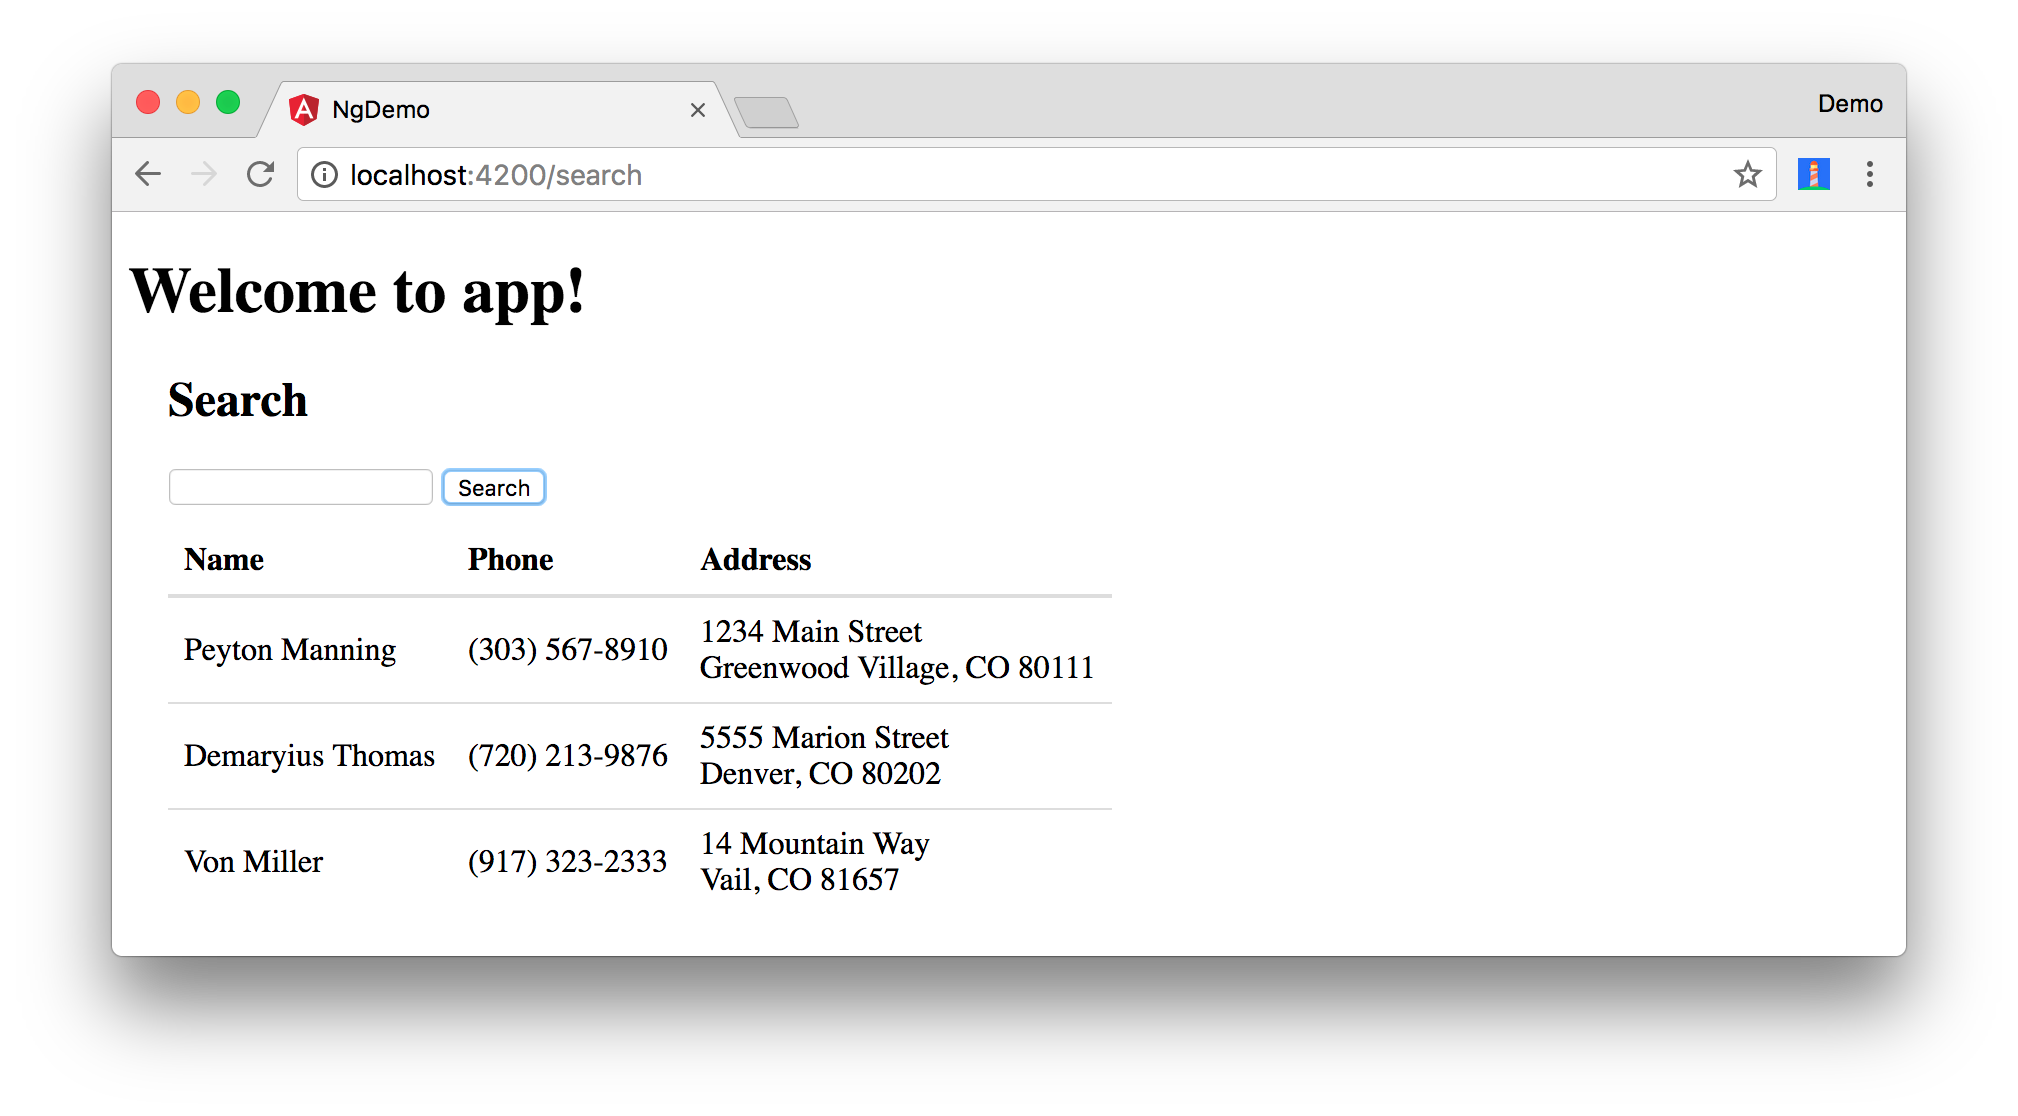 NgDemo
Demo
localhost:4200/search
Welcome to app!
Search
Search
Name Phone Address
Peyton Manning (303) 567-8910 1234 Main Street
Greenwood Village, CO 80111
Demaryius Thomas (720) 213-9876 5555 Marion Street
Denver, CO 80202
Von Miller (917) 323-2333 14 Mountain Way
Vail, CO 81657